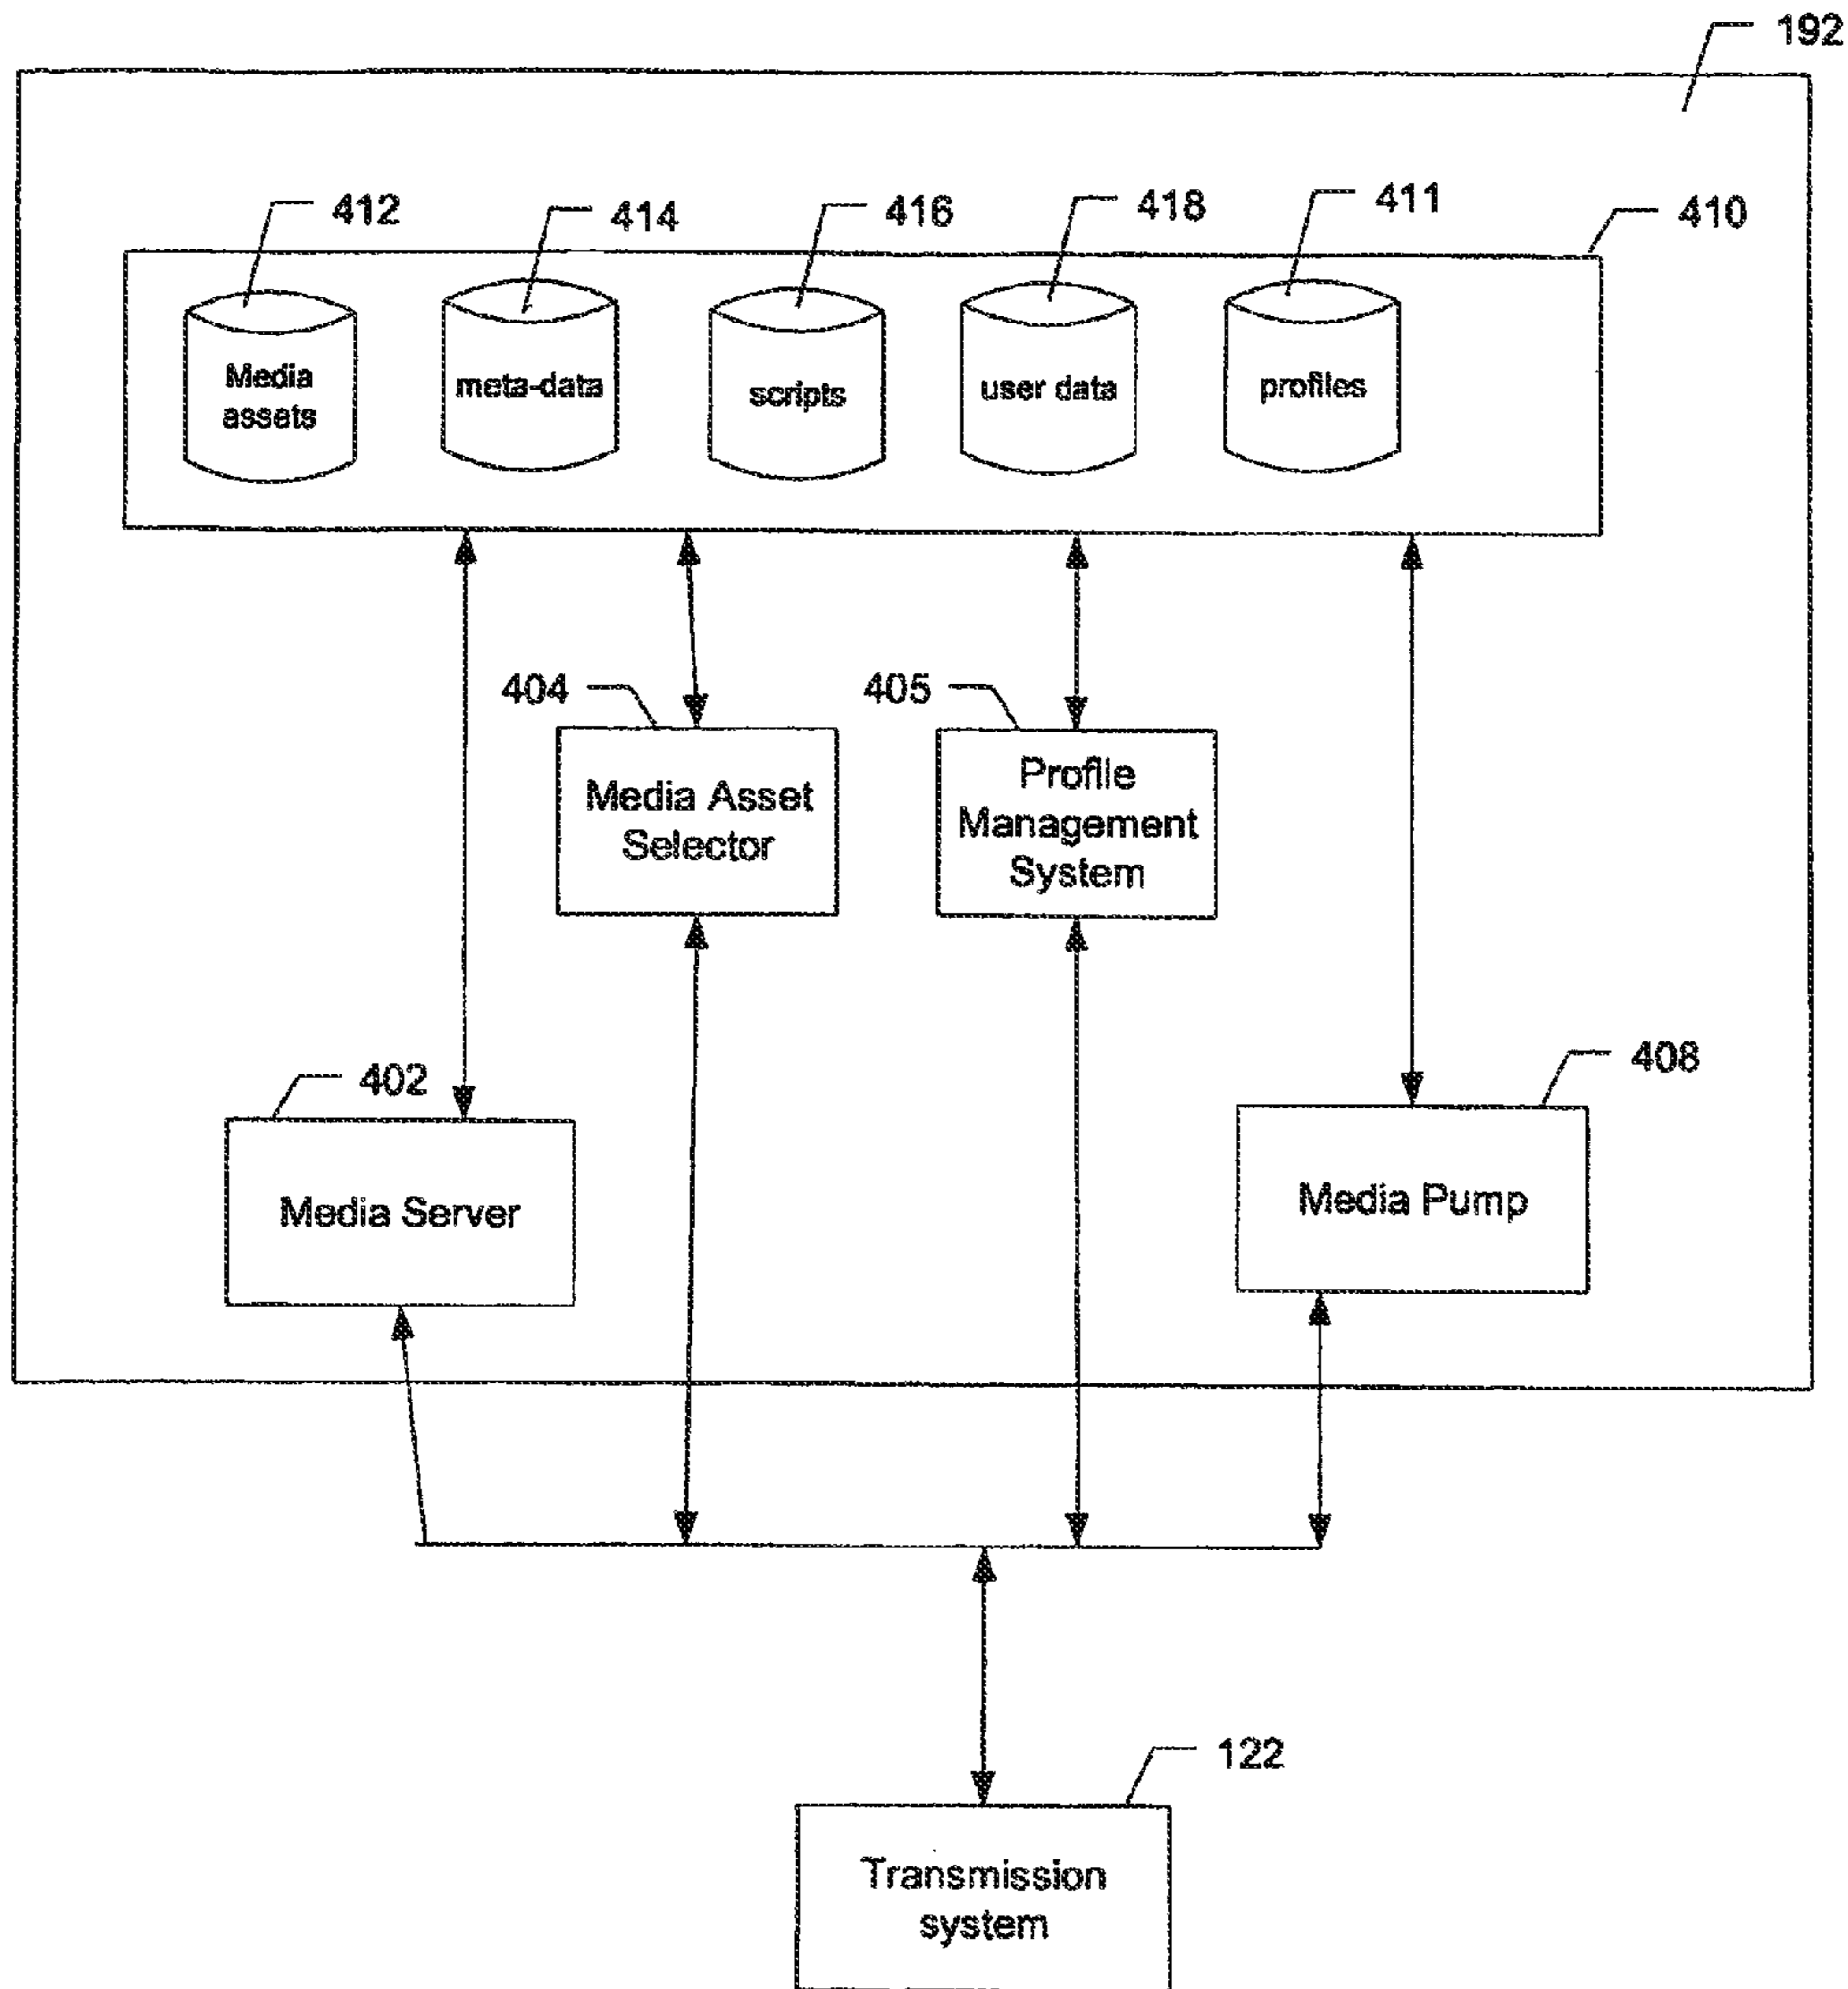 192
412
414
416
418
411
410
Media
assets
meta-data
scripts
user data
profiles
404
405
Media Asset
Selector
Profile
Management
System
402
408
Media Server
Media Pump
122
Transmission
system